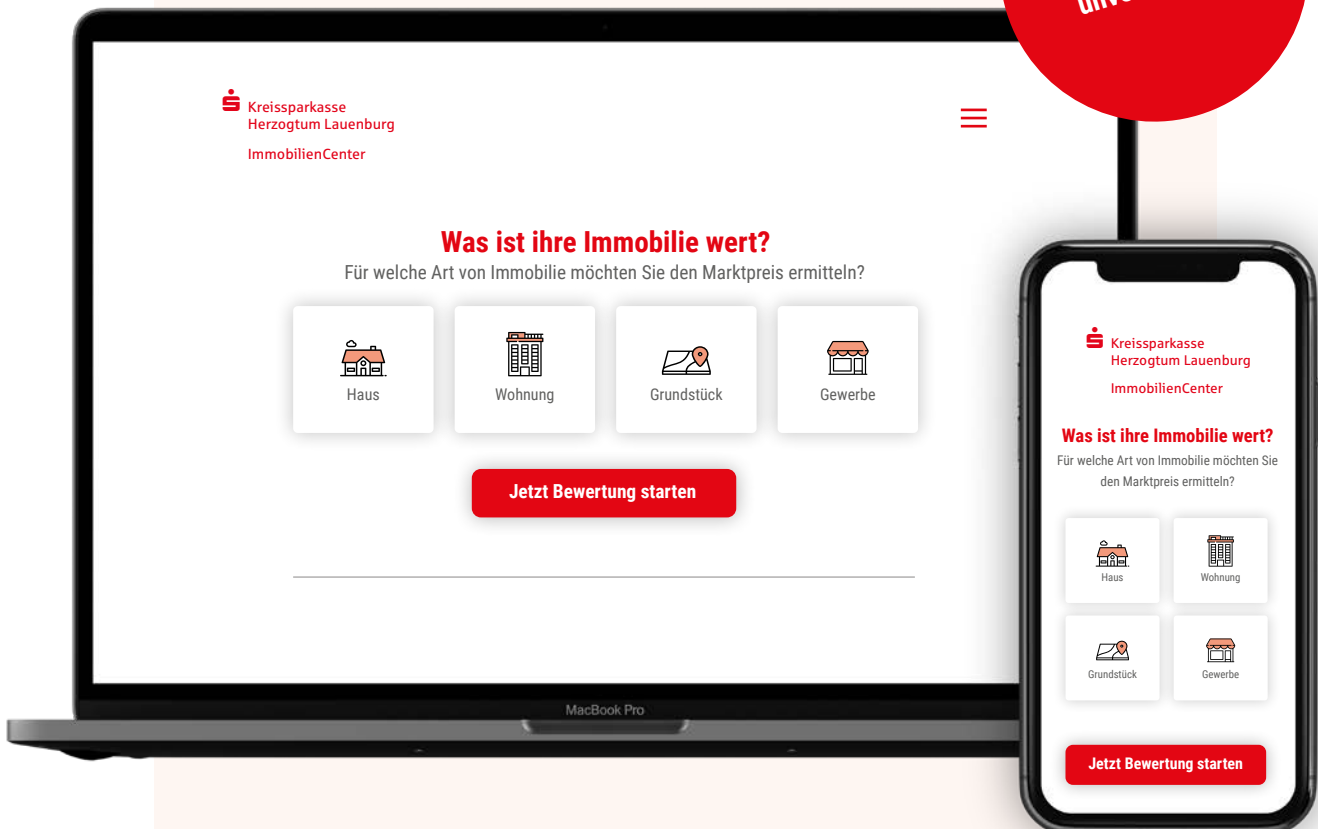 Kreissparkasse
Herzogtum Lauenburg
ImmobilienCenter
Was ist ihre Immobilie wert?
Für welche Art von Immobilie möchten Sie den Marktpreis ermitteln?
Haus
Wohnung
Grundstück
Gewerbe
Jetzt Bewertung starten
MacBook Pro
Kreissparkasse
Herzogtum Lauenburg
ImmobilienCenter
Was ist ihre Immobilie wert?
Für welche Art von Immobilie möchten Sie
den Marktpreis ermitteln?
Haus
Wohnung
Grundstück
Gewerbe
Jetzt Bewertung starten